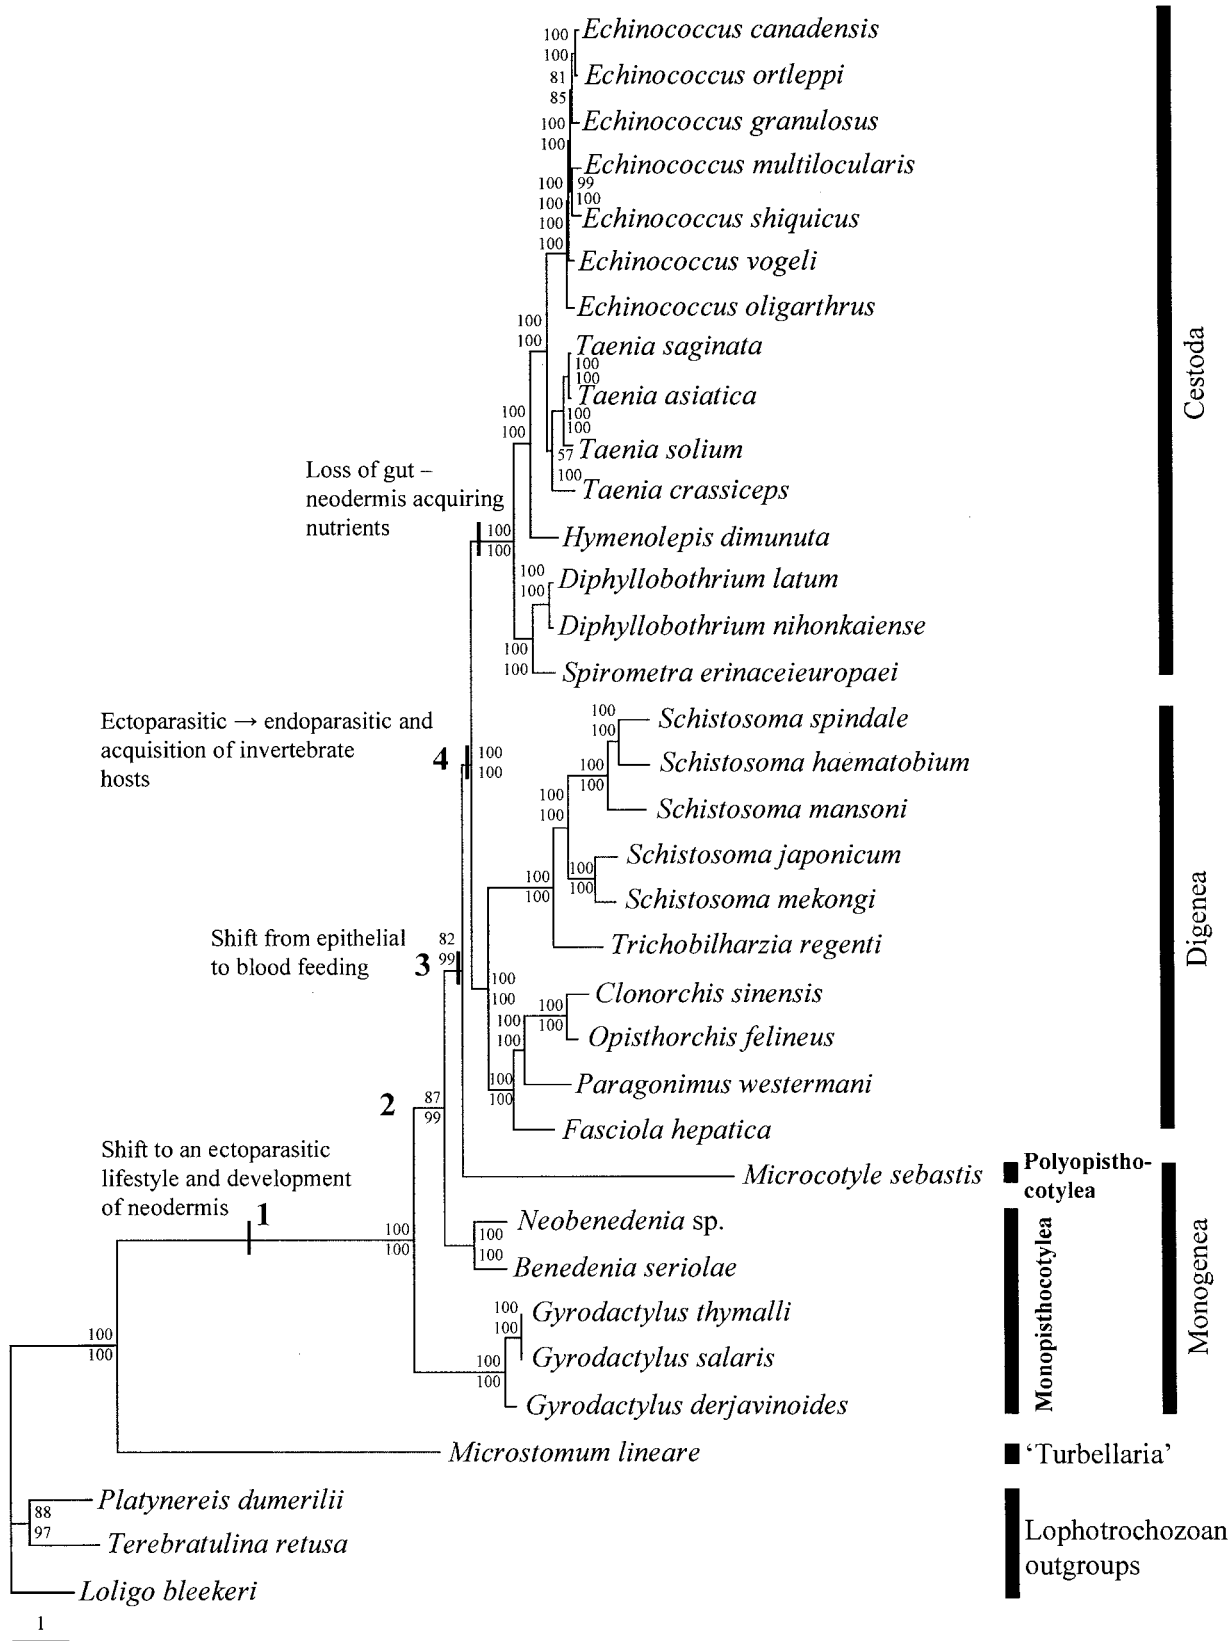 100
Echinococcus canadensis
100
81
Echinococcus ortleppi
85
100
Echinococcus granulosus
100
Echinococcus multilocularis
100
99
100
100
Echinococcus shiquicus
100
100
Echinococcus vogeli
Echinococcus oligarthrus
100
100
Taenia saginata
100
100
Taenia asiatica
100
100
100
100
Taenia solium
57
100
Taenia crassiceps
Cestoda
Loss of gut –
neodermis acquiring
nutrients
100
100
Hymenolepis dimunuta
100
100
Diphyllobothrium latum
Diphyllobothrium nihonkaiense
100
100
Spirometra erinaceieuropaei
Ectoparasitic → endoparasitic and
acquisition of invertebrate
hosts
4
100
100
100
100
Schistosoma spindale
Schistosoma haematobium
100
100
Schistosoma mansoni
100
100
Schistosoma japonicum
100
100
Schistosoma mekongi
100
100
Trichobilharzia regenti
Digenea
Shift from epithelial
to blood feeding
3
82
99
100
100
Clonorchis sinensis
100
100
Opisthorchis felineus
100
100
Paragonimus westermani
100
100
Fasciola hepatica
2
87
99
Microcotyle sebastis
Polyopistho-
cotylea
Shift to an ectoparasitic
lifestyle and development
of neodermis
1
100
100
Neobenedenia sp.
100
100
Benedenia seriolae
Monopisthocotylea
Monogenea
100
100
Gyrodactylus thymalli
Gyrodactylus salaris
100
100
Gyrodactylus derjavinoides
100
100
Microstomum lineare
‘Turbellaria’
Platynereis dumerilii
88
97
Terebratulina retusa
Lophotrochozoan
outgroups
Loligo bleekeri
1